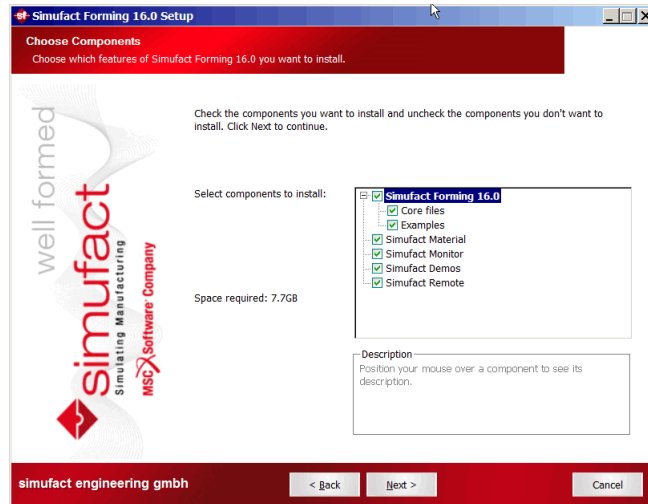 Simufact Forming 16.0 Setup
Choose Components
Choose which features of Simufact Forming 16.0 you want to install.
well formed
simufact
Simulating Manufacturing
MSC Software Company
Check the components you want to install and uncheck the components you don't want to
install. Click Next to continue.
Select components to install:
Simufact Forming 16.0
Core files
Examples
Simufact Material
Simufact Monitor
Simufact Demos
Simufact Remote
Space required: 7.7GB
Description
Position your mouse over a component to see its
description.
simufact engineering gmbh
< Back
Next >
Cancel